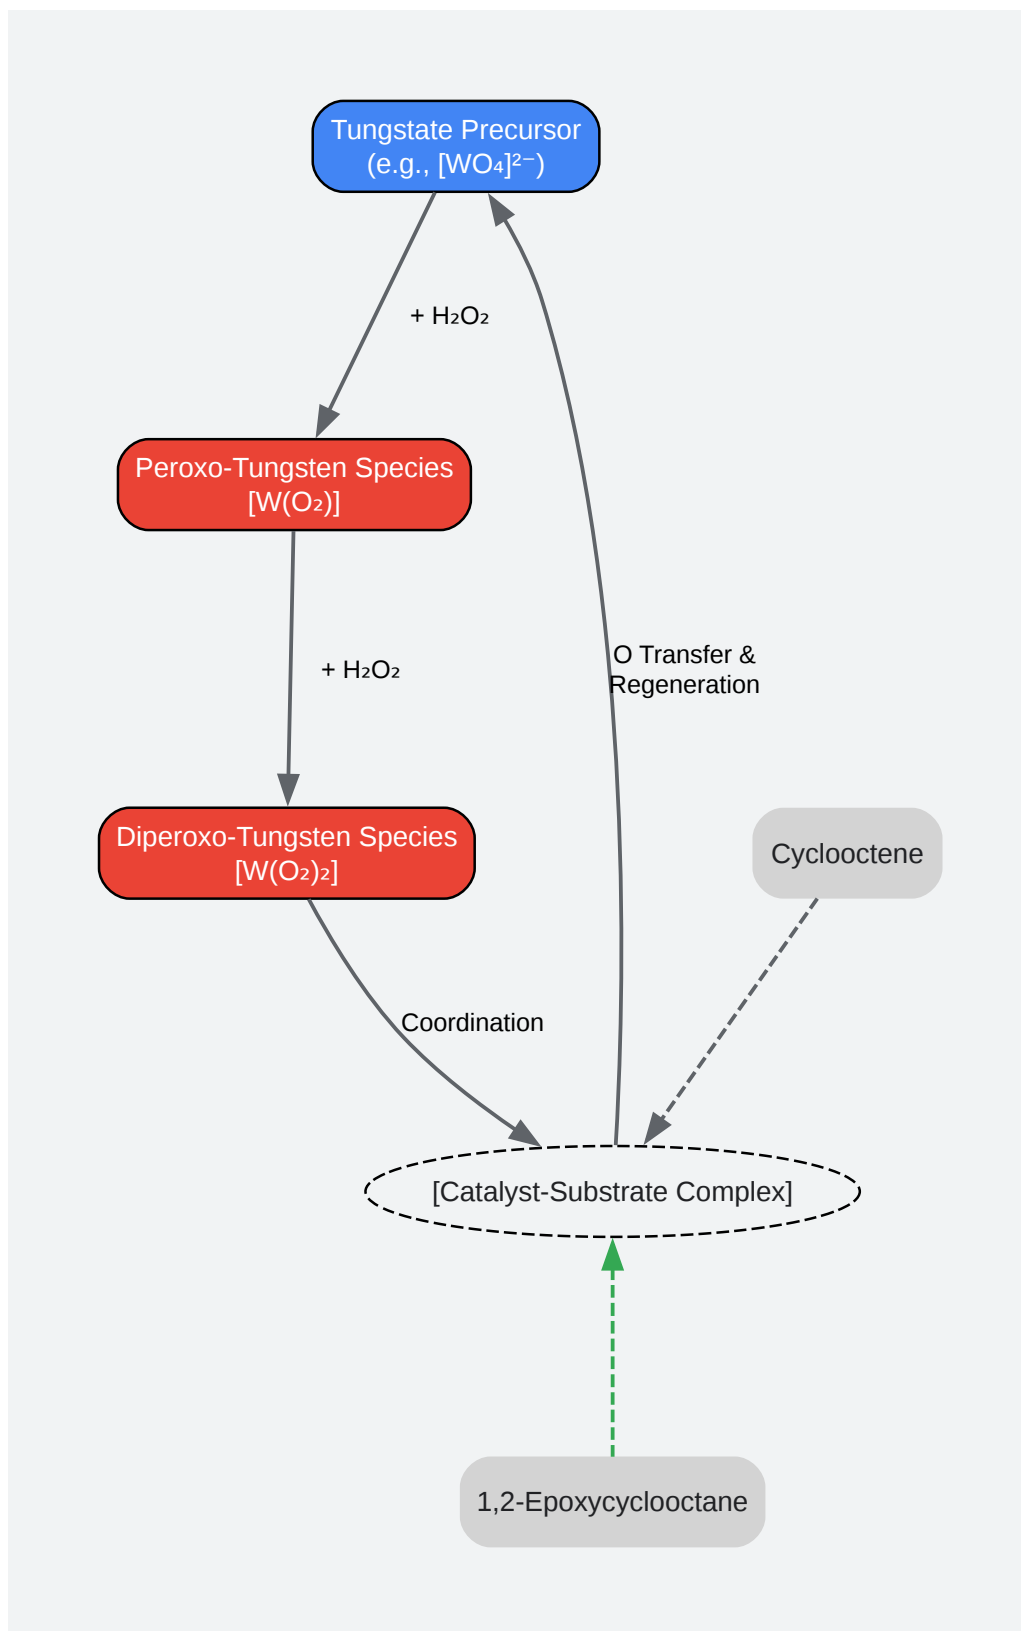 Tungstate Precursor
(e.g., [WO₄]²⁻)
+ H₂O₂
Peroxo-Tungsten Species
[W(O₂)]
O Transfer &
Regeneration
+ H₂O₂
Diperoxo-Tungsten Species
[W(O₂)₂]
Cyclooctene
Coordination
[Catalyst-Substrate Complex]
1,2-Epoxycyclooctane